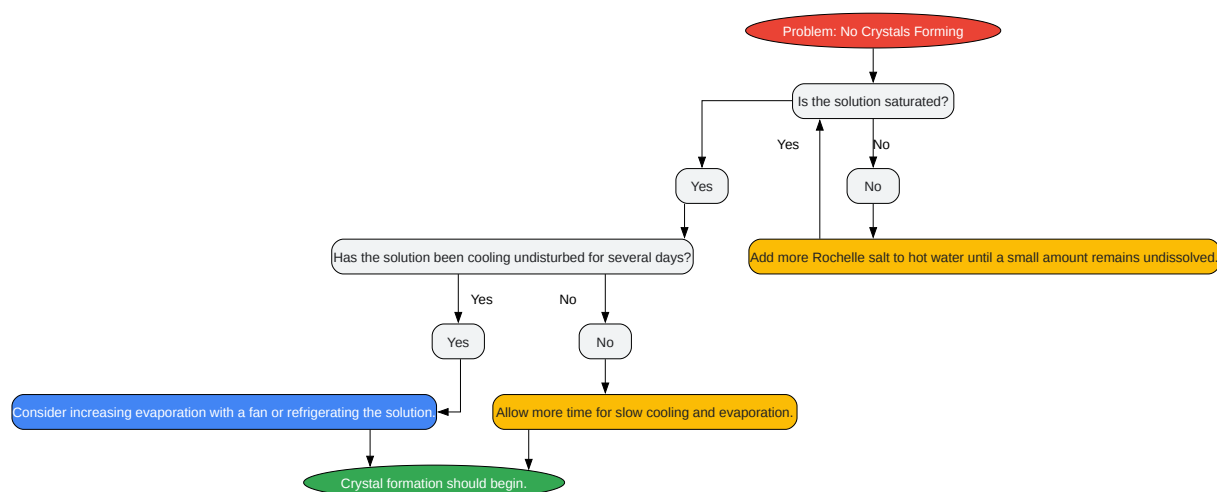 Problem: No Crystals Forming
Is the solution saturated?
Yes
No
Yes
No
Has the solution been cooling undisturbed for several days?
Add more Rochelle salt to hot water until a small amount remains undissolved.
Yes
No
Yes
No
Consider increasing evaporation with a fan or refrigerating the solution.
Allow more time for slow cooling and evaporation.
Crystal formation should begin.